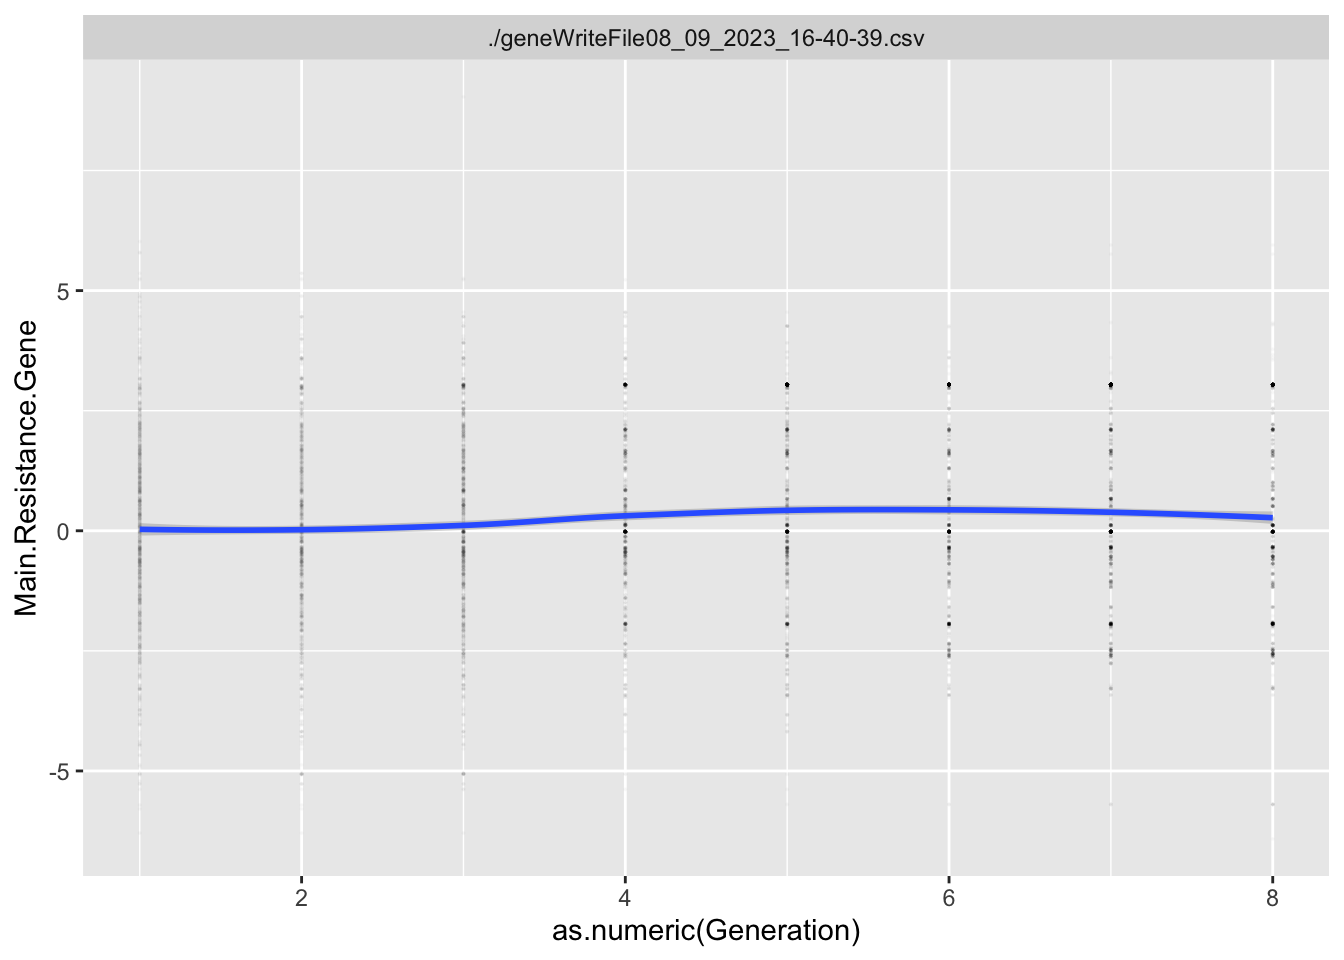 ./geneWriteFile08_09_2023_16-40-39.csv
5
0
-5
Main.Resistance.Gene
2 4 6 8
as.numeric(Generation)